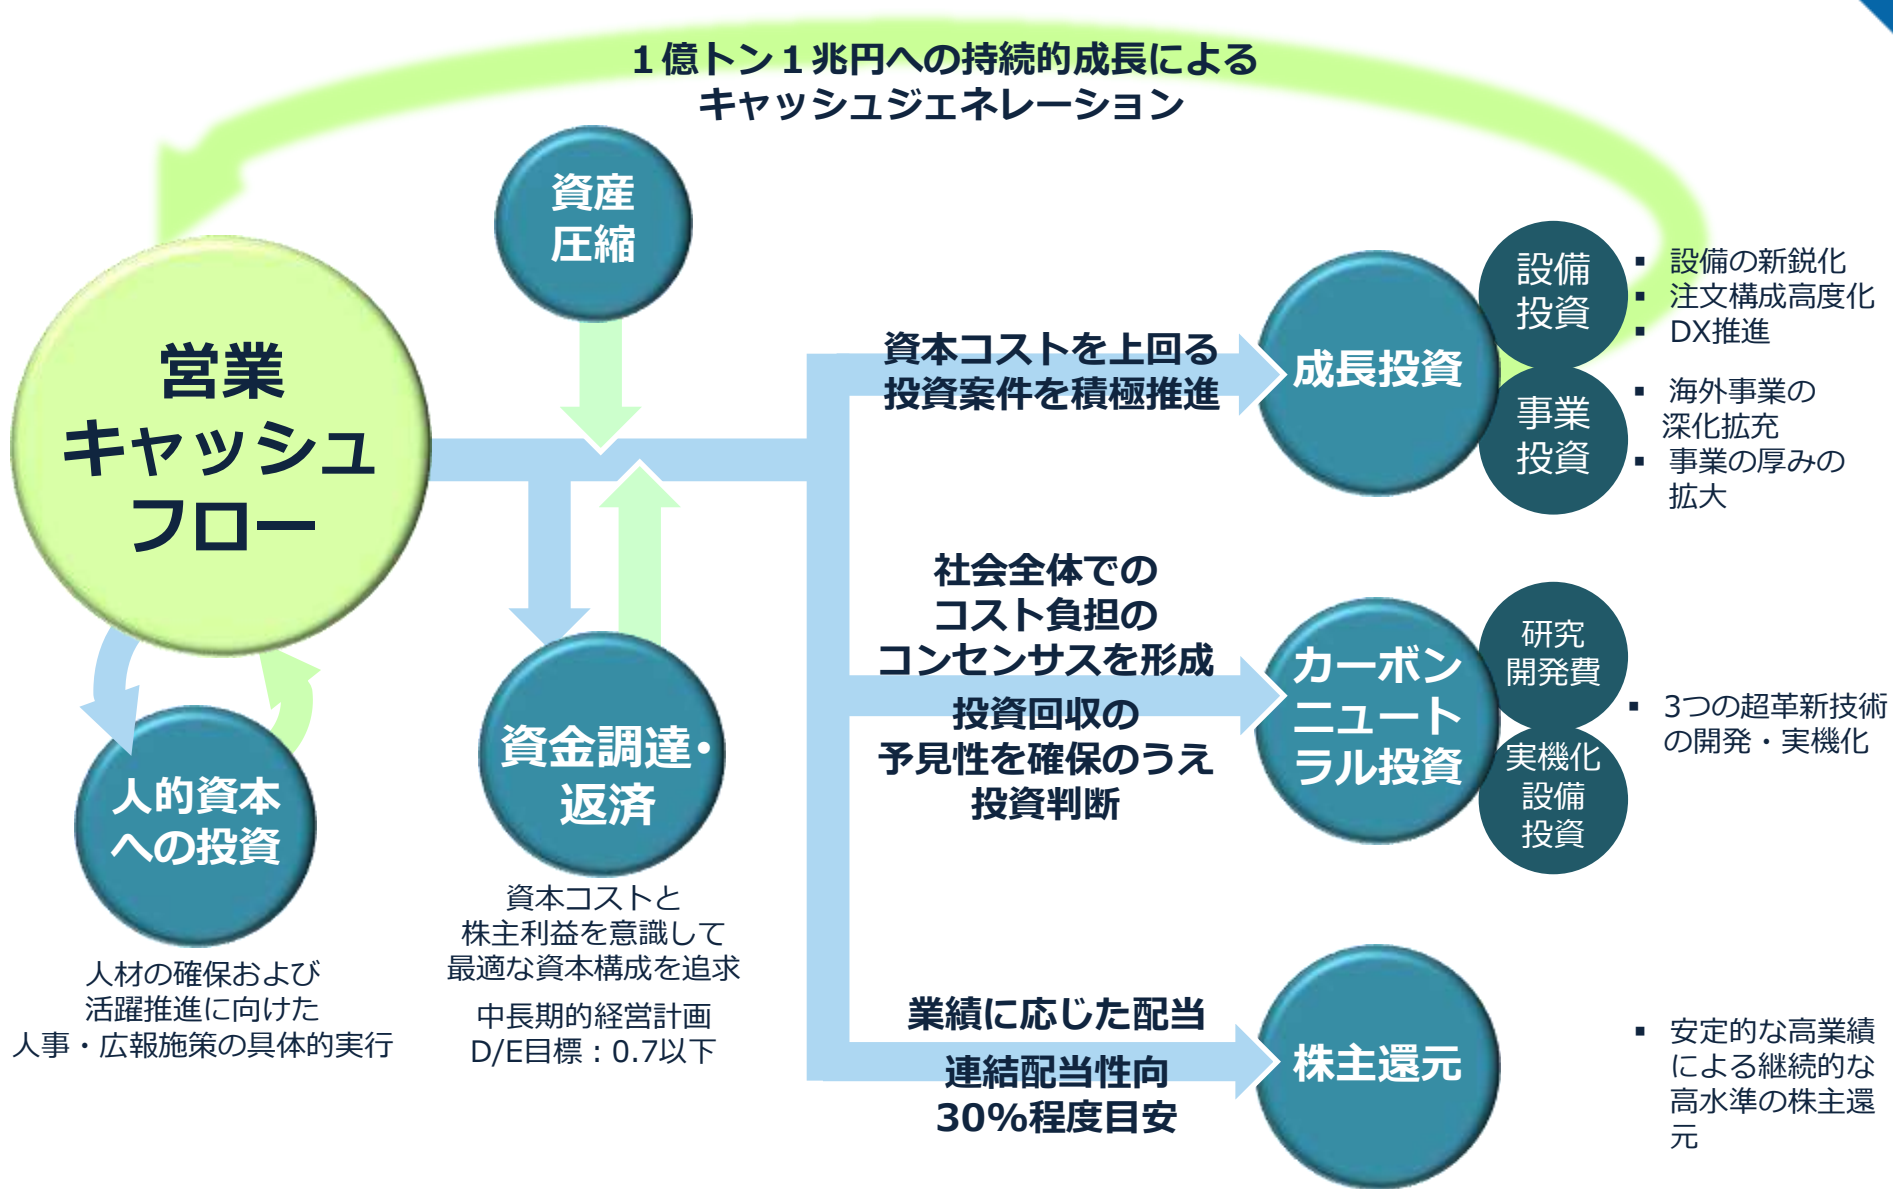 １億トン１兆円への持続的成長による
キャッシュジェネレーション
資産
圧縮
営業
キャッシュ
フロー
人的資本
への投資
人材の確保および
活躍推進に向けた
人事・広報施策の具体的実行
資金調達・
返済
資本コストと
株主利益を意識して
最適な資本構成を追求
中長期的経営計画
D/E目標：0.7以下
資本コストを上回る
投資案件を積極推進
成長投資
設備
投資
▪ 設備の新鋭化
▪ 注文構成高度化
▪ DX推進
事業
投資
▪ 海外事業の
深化拡充
▪ 事業の厚みの
拡大
社会全体での
コスト負担の
コンセンサスを形成
投資回収の
予見性を確保のうえ
投資判断
カーボン
ニュート
ラル投資
研究
開発費
実機化
設備
投資
▪ 3つの超革新技術
の開発・実機化
業績に応じた配当
連結配当性向
30%程度目安
株主還元
▪ 安定的な高業績
による継続的な
高水準の株主還
元